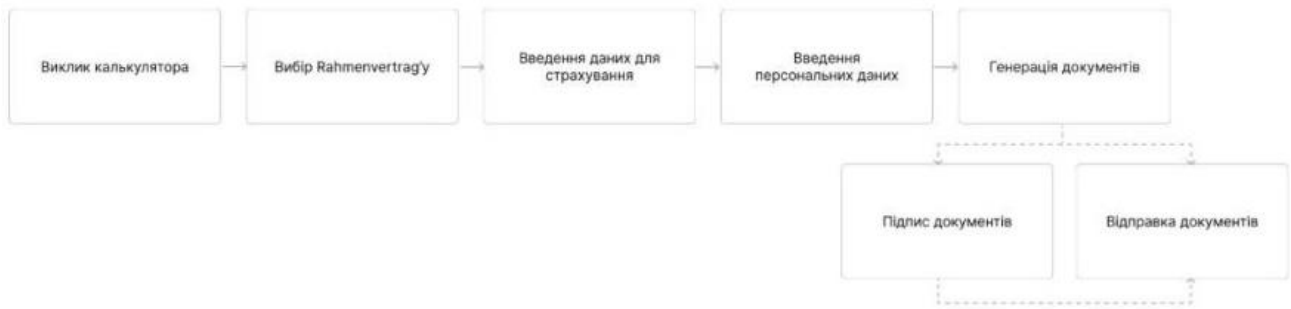 Виклик калькулятора
Вибір Rahmenvertrag'у
Введення даних для
страхування
Введення
персональних даних
Генерація документів
Підпис документів
Відправка документів